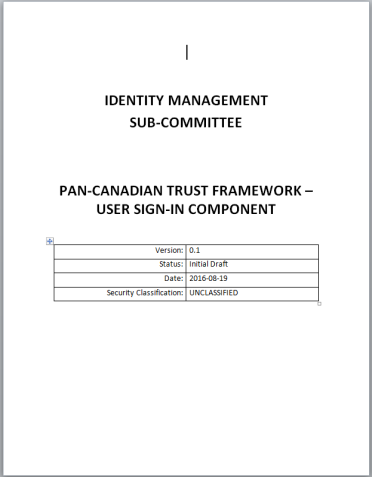 IDENTITY MANAGEMENT
SUB-COMMITTEE
PAN-CANADIAN TRUST FRAMEWORK –
USER SIGN-IN COMPONENT
Version: 0.1
Status: Initial Draft
Date: 2016-08-19
Security Classification: UNCLASSIFIED